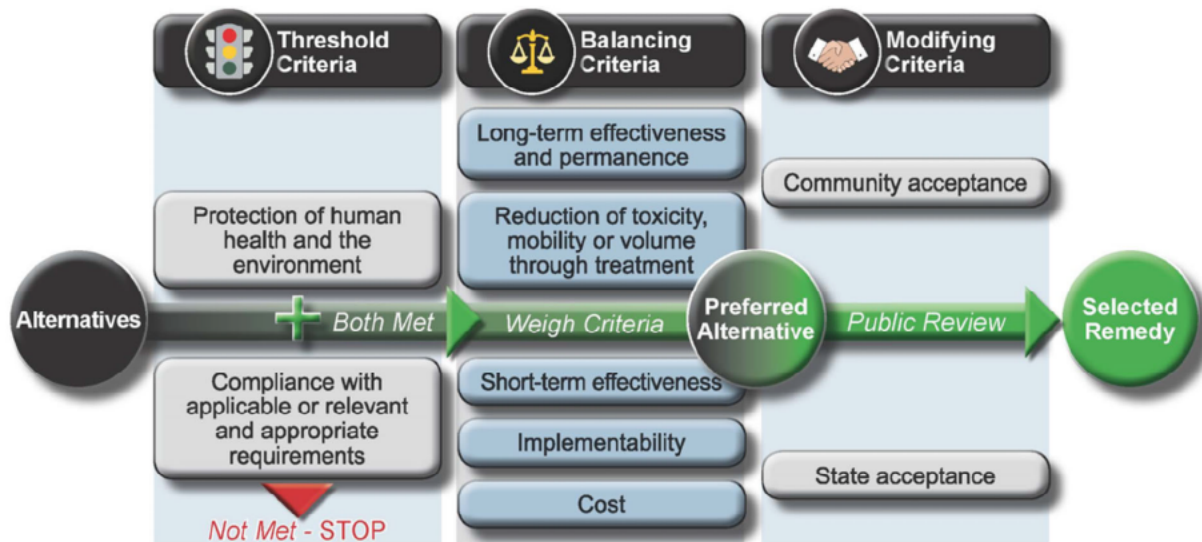 Threshold
Criteria
Balancing
Criteria
Modifying
Criteria
Long-term effectiveness
and permanence
Community acceptance
Protection of human
health and the
environment
Reduction of toxicity,
mobility or volume
through treatment
Alternatives
Both Met
Weigh Criteria
Preferred
Alternative
Public Review
Selected
Remedy
Compliance with
applicable or relevant
and appropriate
requirements
Short-term effectiveness
Implementability
State acceptance
Cost
Not Met - STOP